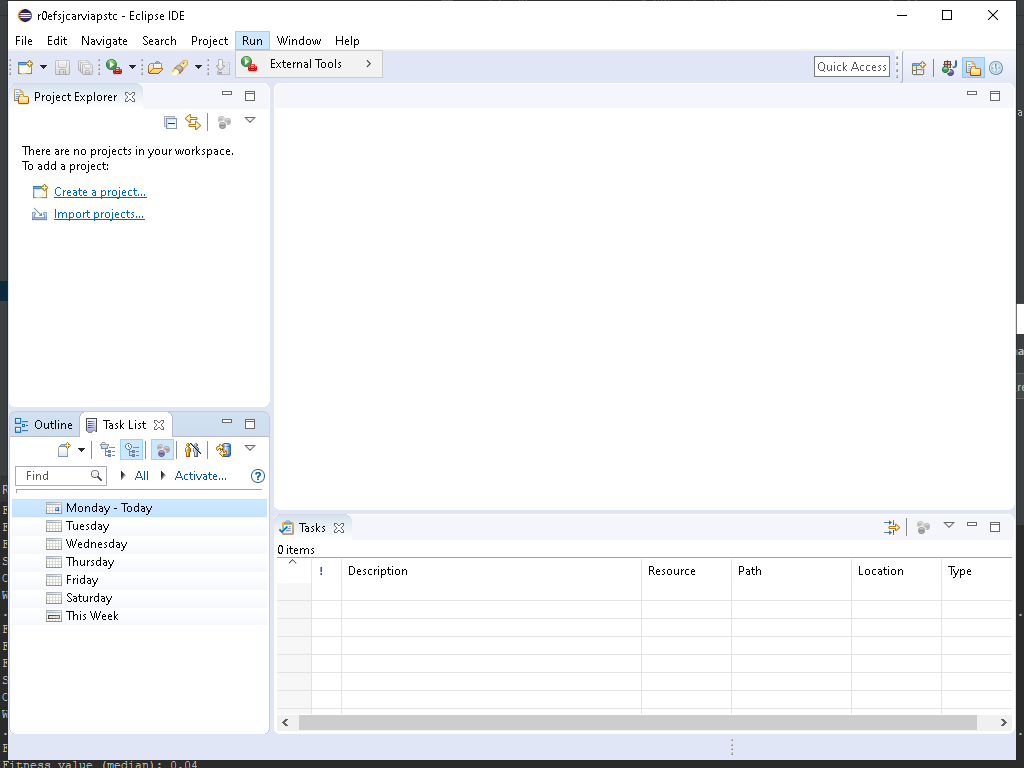 r0efsjcarviapstc - Eclipse IDE
File Edit Navigate Search Project Run Window Help
External Tools
Quick Access
Project Explorer
There are no projects in your workspace.
To add a project:
Create a project...
Import projects...
Outline Task List
Find All Activate...
Monday - Today
Tuesday
Wednesday
Thursday
Friday
Saturday
This Week
Tasks
0 items
! Description Resource Path Location Type
Fitness value (median): 0.04